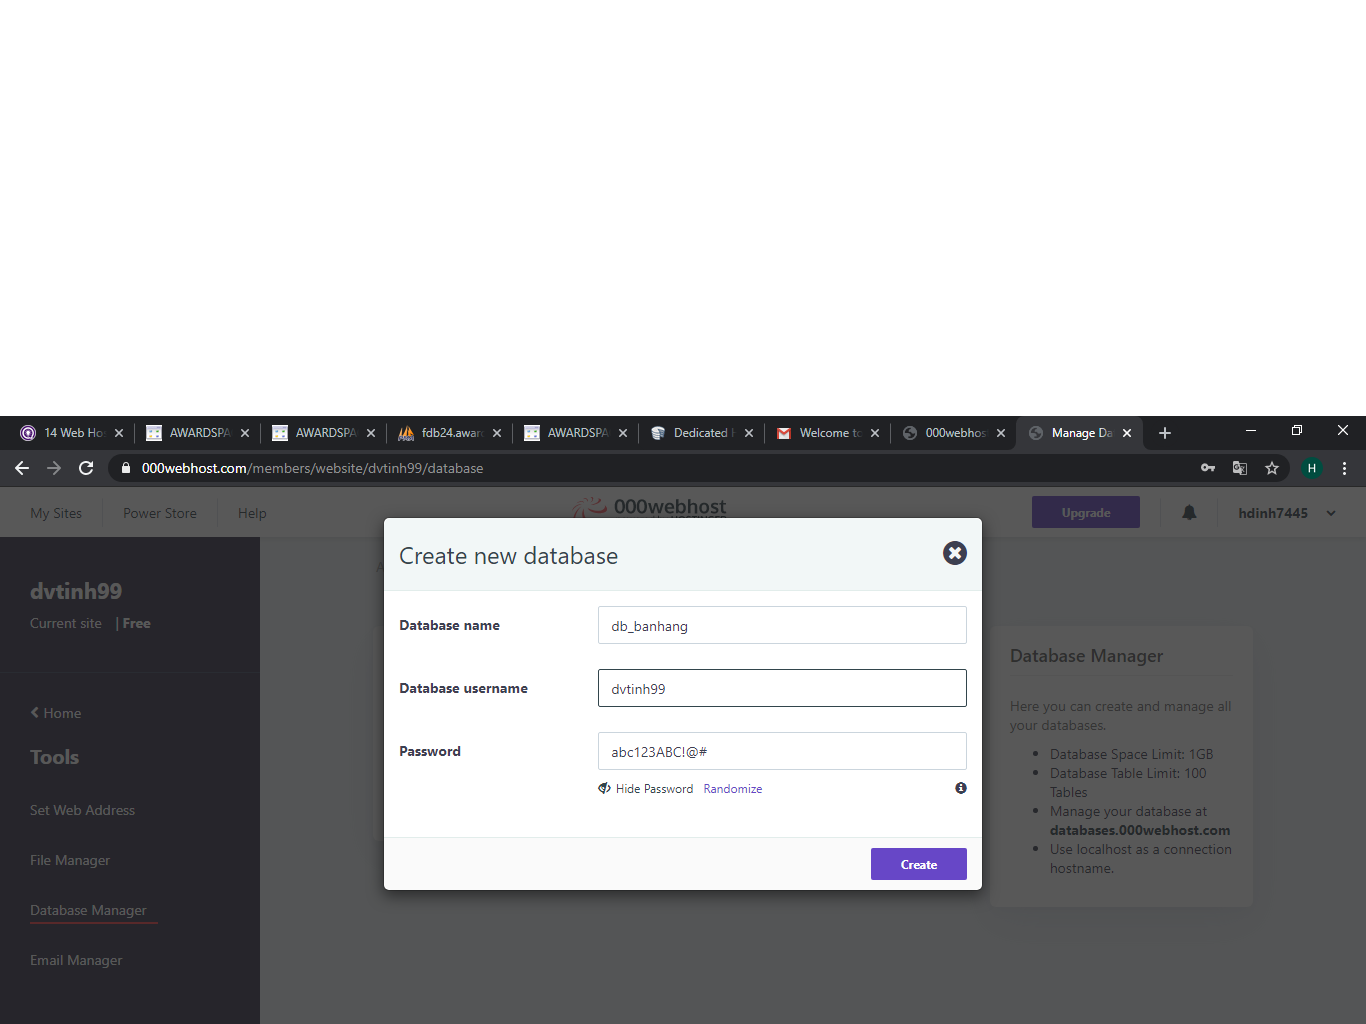 14 Web Ho
AWARDSPA
AWARDSPA
fdb24.awar
AWARDSPA
Dedicated
Welcome to
000webhos
Manage Da
000webhost.com/members/website/dvtinh99/database
H
My Sites
Power Store
Help
000webhost
Upgrade
hdinh7445
dvtinh99
Current site | Free
Home
Tools
Set Web Address
File Manager
Database Manager
Email Manager
Create new database
Database name
db_banhang
Database username
dvtinh99
Password
abc123ABC!@#
Hide Password Randomize
Create
Database Manager
Here you can create and manage all
your databases.
Database Space Limit: 1GB
Database Table Limit: 100
Tables
Manage your database at
databases.000webhost.com
Use localhost as a connection
hostname.